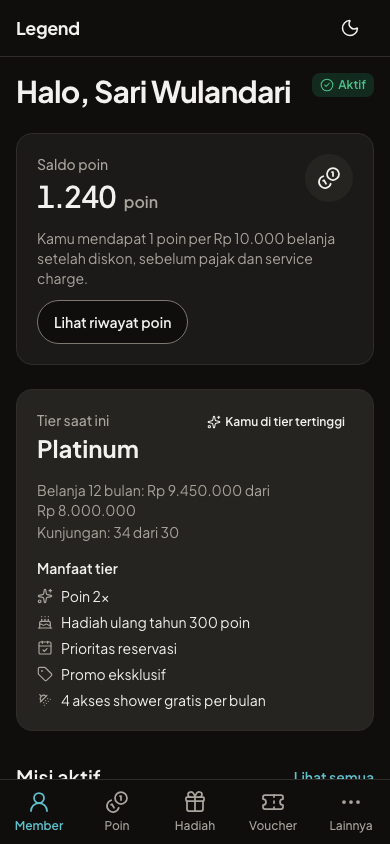 Legend
Halo, Sari Wulandari
Aktif
Saldo poin
1.240 poin
Kamu mendapat 1 poin per Rp 10.000 belanja
setelah diskon, sebelum pajak dan service
charge.
Lihat riwayat poin
Tier saat ini
Kamu di tier tertinggi
Platinum
Belanja 12 bulan: Rp 9.450.000 dari
Rp 8.000.000
Kunjungan: 34 dari 30
Manfaat tier
Poin 2×
Hadiah ulang tahun 300 poin
Prioritas reservasi
Promo eksklusif
4 akses shower gratis per bulan
Misi aktif
Lihat semua
Member
Poin
Hadiah
Voucher
Lainnya